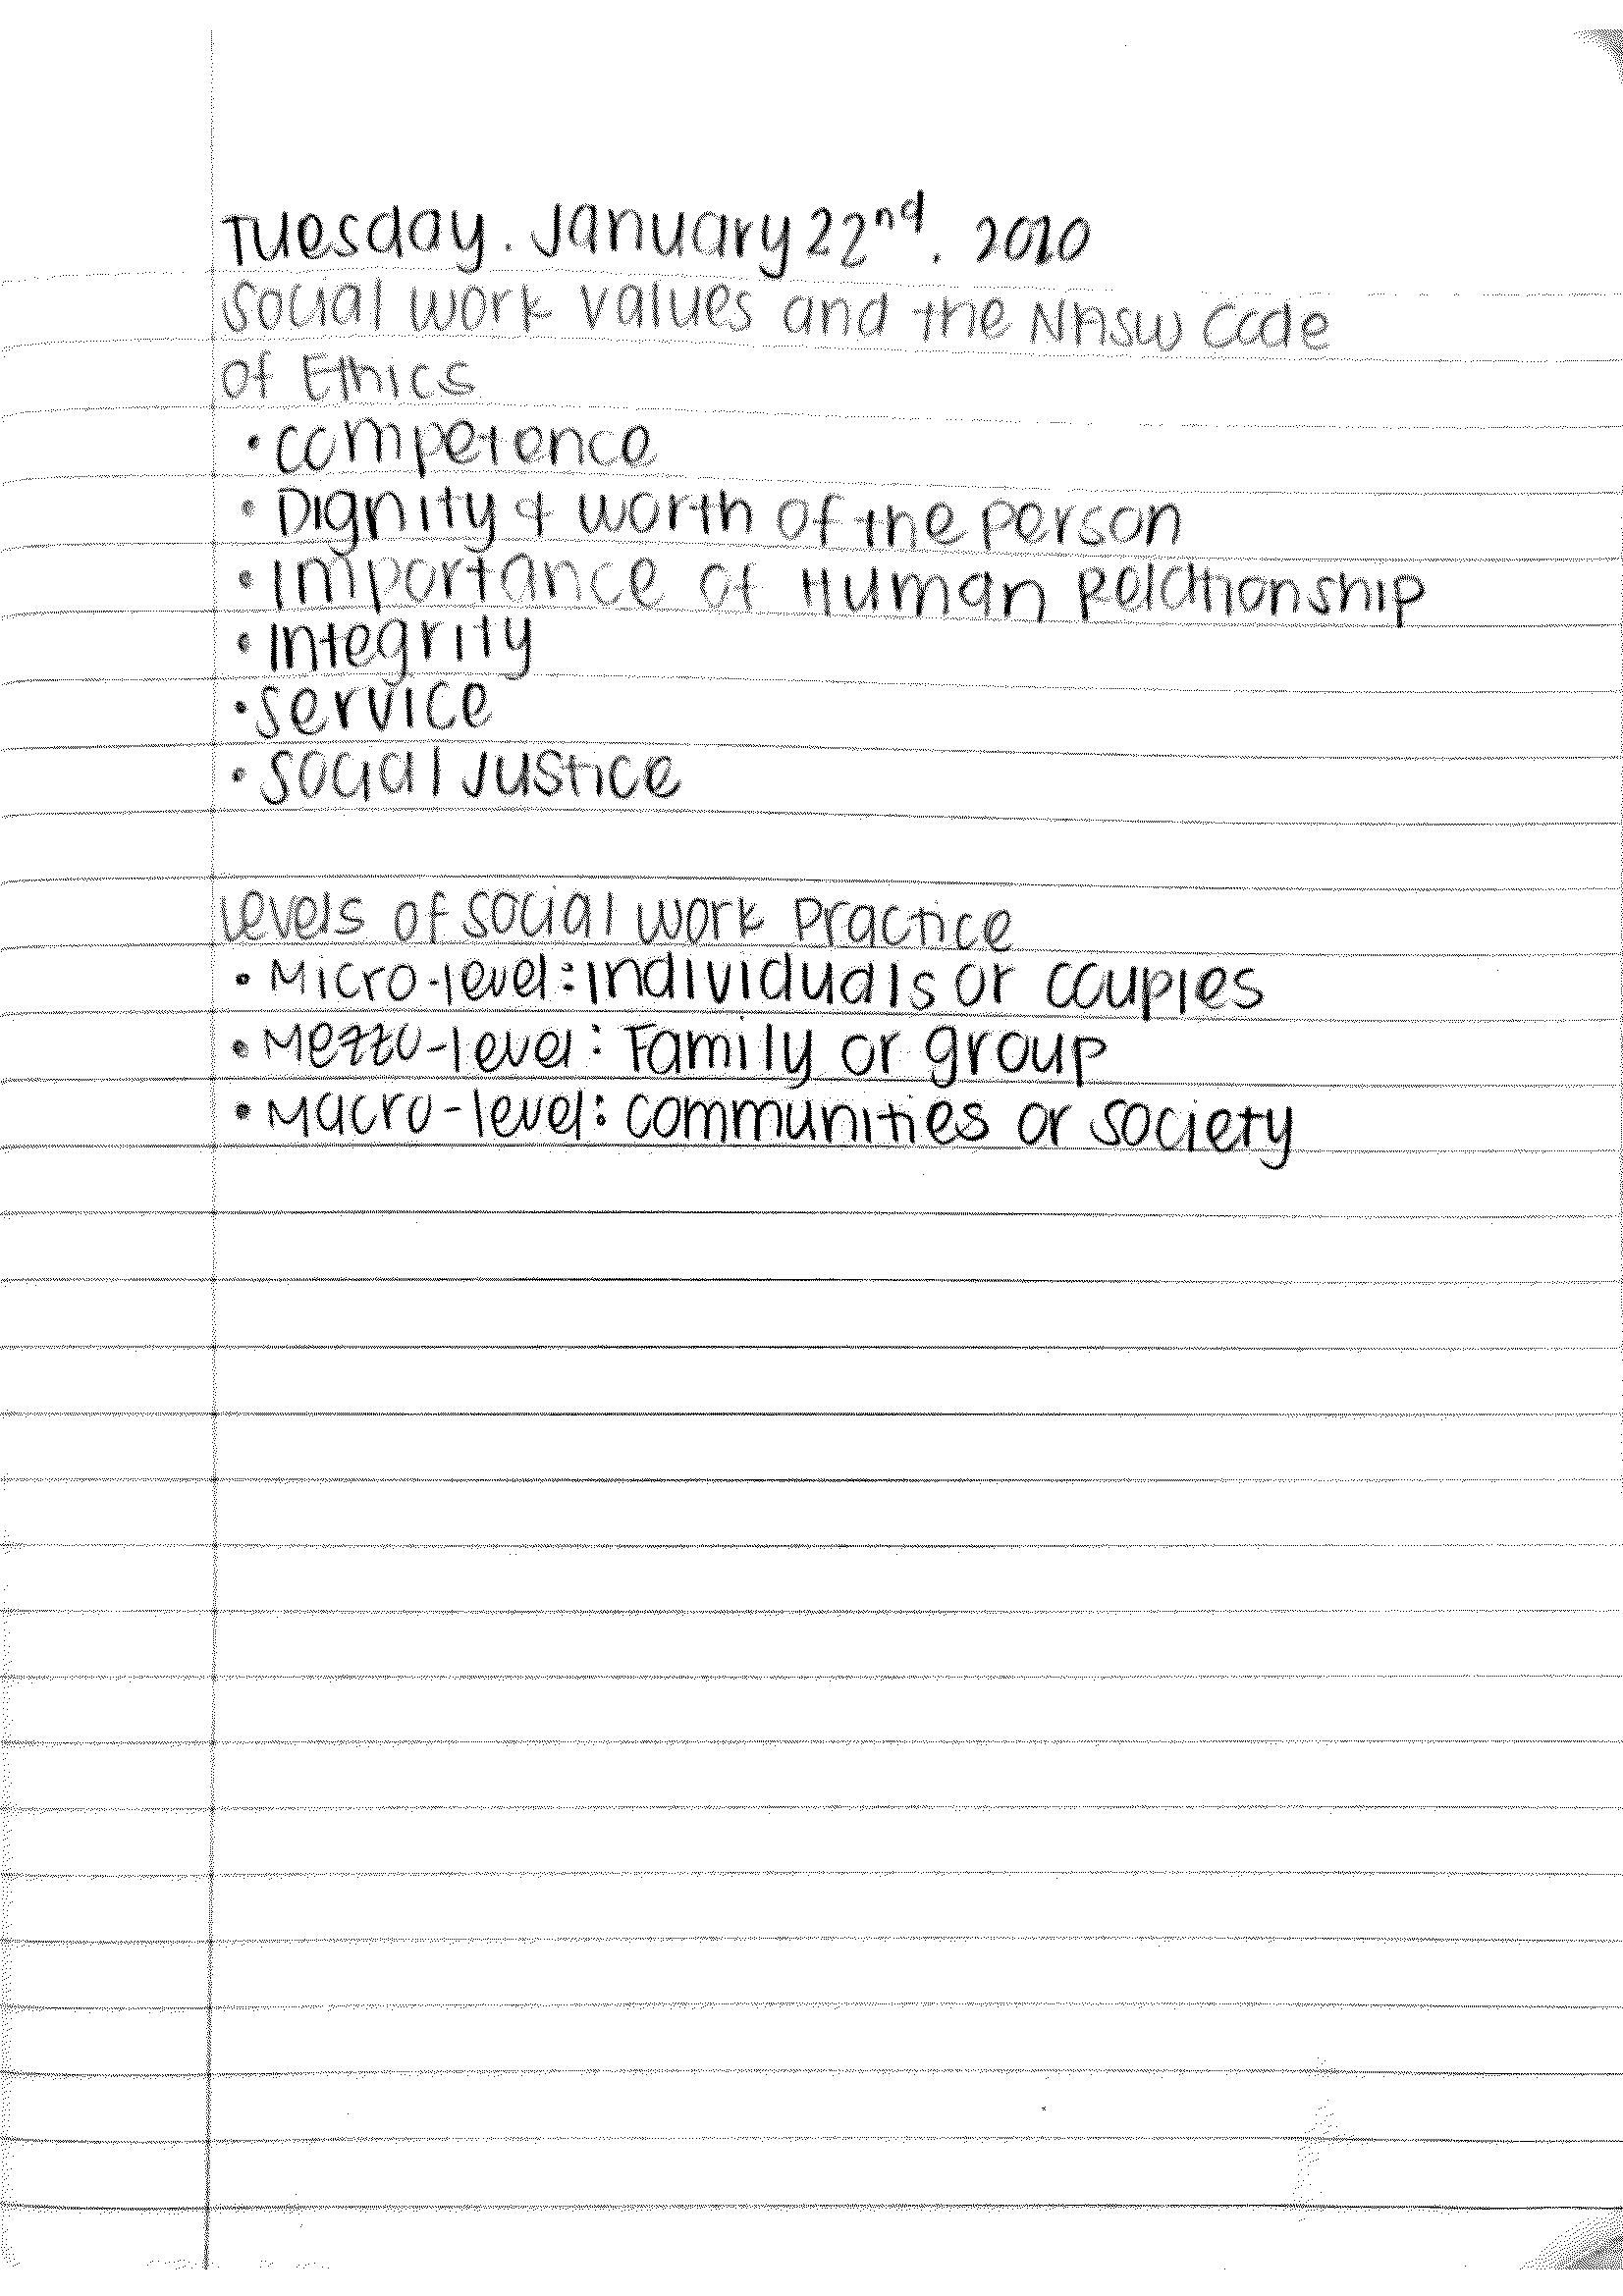 Tuesday. January 22nd. 2020
Social Work Values and the NASW Code
of Ethics
• Competence
• Dignity & worth of the person
• Importance of Human Relationship
• Integrity
• Service
• Social Justice
Levels of Social Work Practice
• Micro-level: Individuals or couples
• Mezzo-level: Family or group
• Macro-level: communities or society